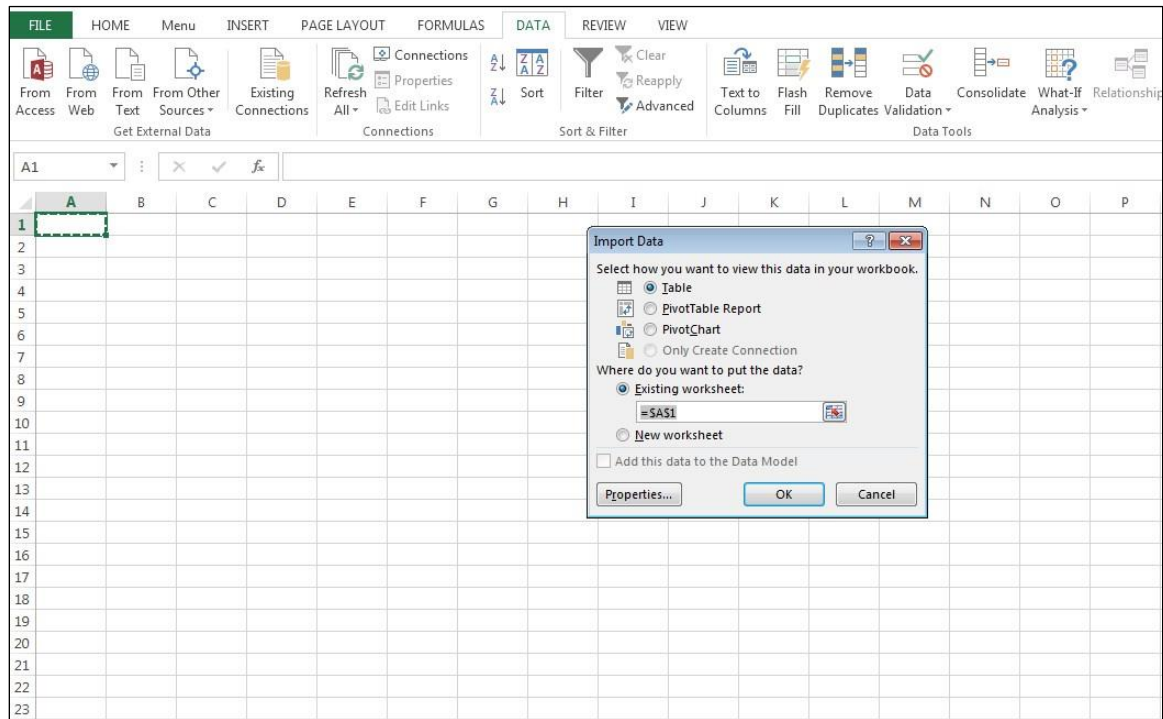 FILE HOME Menu INSERT PAGE LAYOUT FORMULAS DATA REVIEW VIEW
From Access
From Web
From Text
From Other Sources
Existing Connections
Get External Data
Refresh All
Connections
Properties
Edit Links
Connections
Sort
Filter
Clear
Reapply
Advanced
Sort & Filter
Text to Columns
Flash Fill
Remove Duplicates
Data Validation
Consolidate
What-If Analysis
Relationship
Data Tools
A1 fx
A B C D E F G H I J K L M N O P
1
2
3
4
5
6
7
8
9
10
11
12
13
14
15
16
17
18
19
20
21
22
23
Import Data
Select how you want to view this data in your workbook.
Table
PivotTable Report
PivotChart
Only Create Connection
Where do you want to put the data?
Existing worksheet:
=$A$1
New worksheet
Add this data to the Data Model
Properties... OK Cancel